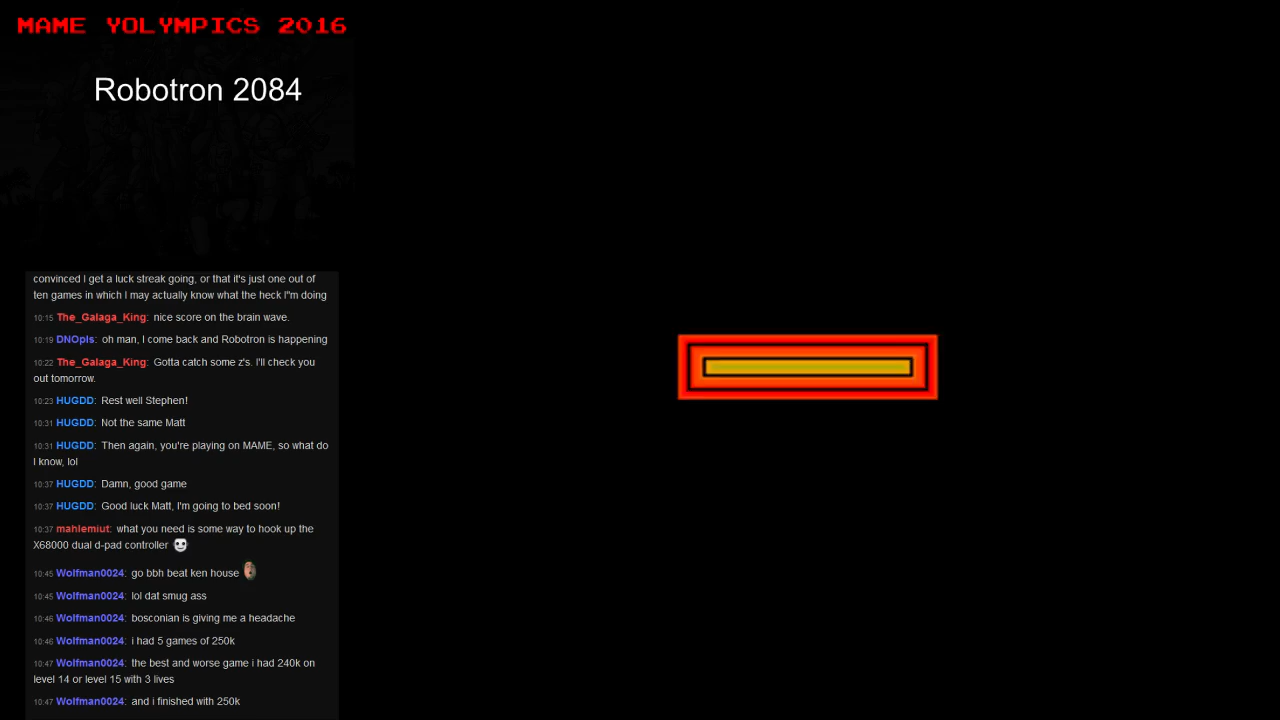 MAME YOLYMPICS 2016
Robotron 2084
convinced I get a luck streak going, or that it's just one out of
ten games in which I may actually know what the heck I"m doing
10:15 The_Galaga_King: nice score on the brain wave.
10:19 DNOpls: oh man, I come back and Robotron is happening
10:22 The_Galaga_King: Gotta catch some z's. I'll check you
out tomorrow.
10:23 HUGDD: Rest well Stephen!
10:31 HUGDD: Not the same Matt
10:31 HUGDD: Then again, you're playing on MAME, so what do
I know, lol
10:37 HUGDD: Damn, good game
10:37 HUGDD: Good luck Matt, I'm going to bed soon!
10:37 mahlemiut: what you need is some way to hook up the
X68000 dual d-pad controller
10:45 Wolfman0024: go bbh beat ken house
10:45 Wolfman0024: lol dat smug ass
10:46 Wolfman0024: bosconian is giving me a headache
10:46 Wolfman0024: i had 5 games of 250k
10:47 Wolfman0024: the best and worse game i had 240k on
level 14 or level 15 with 3 lives
10:47 Wolfman0024: and i finished with 250k